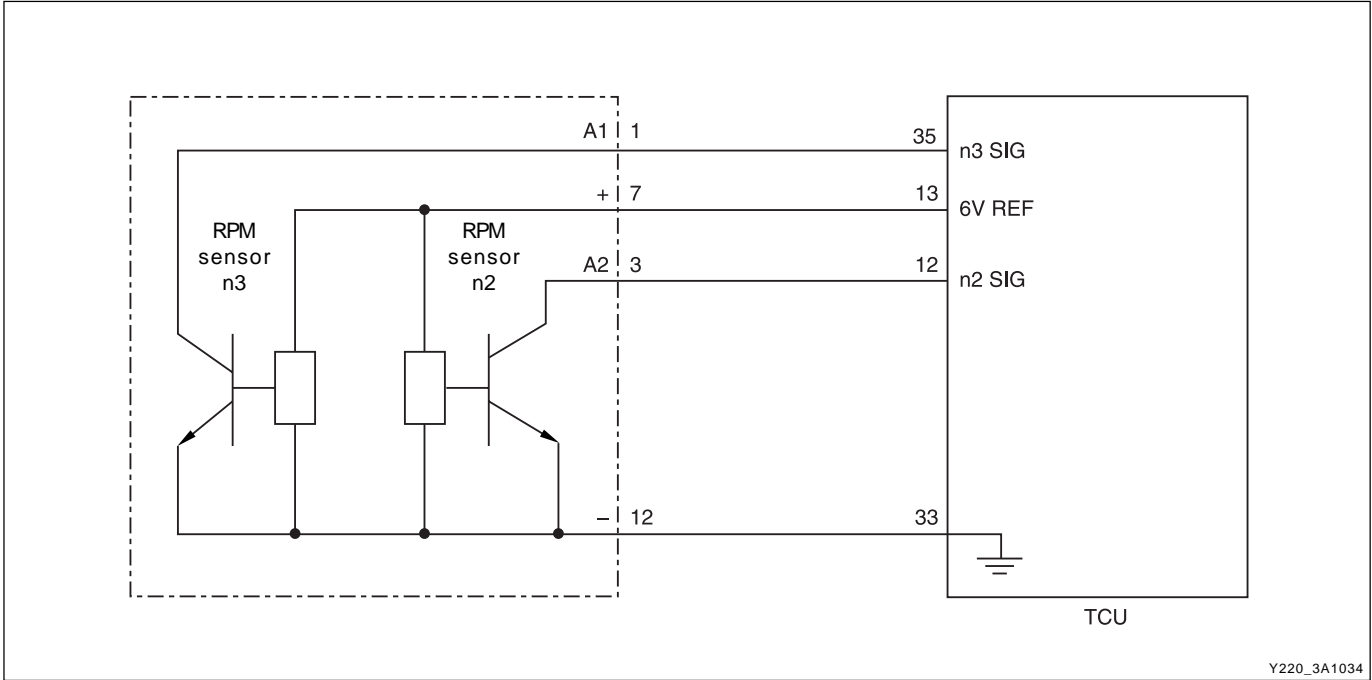 A1 1 35
n3 SIG
+ 7 13
6V REF
RPM
sensor
n3
RPM
sensor
n2
A2 3 12
n2 SIG
– 12 33
TCU
Y220_3A1034